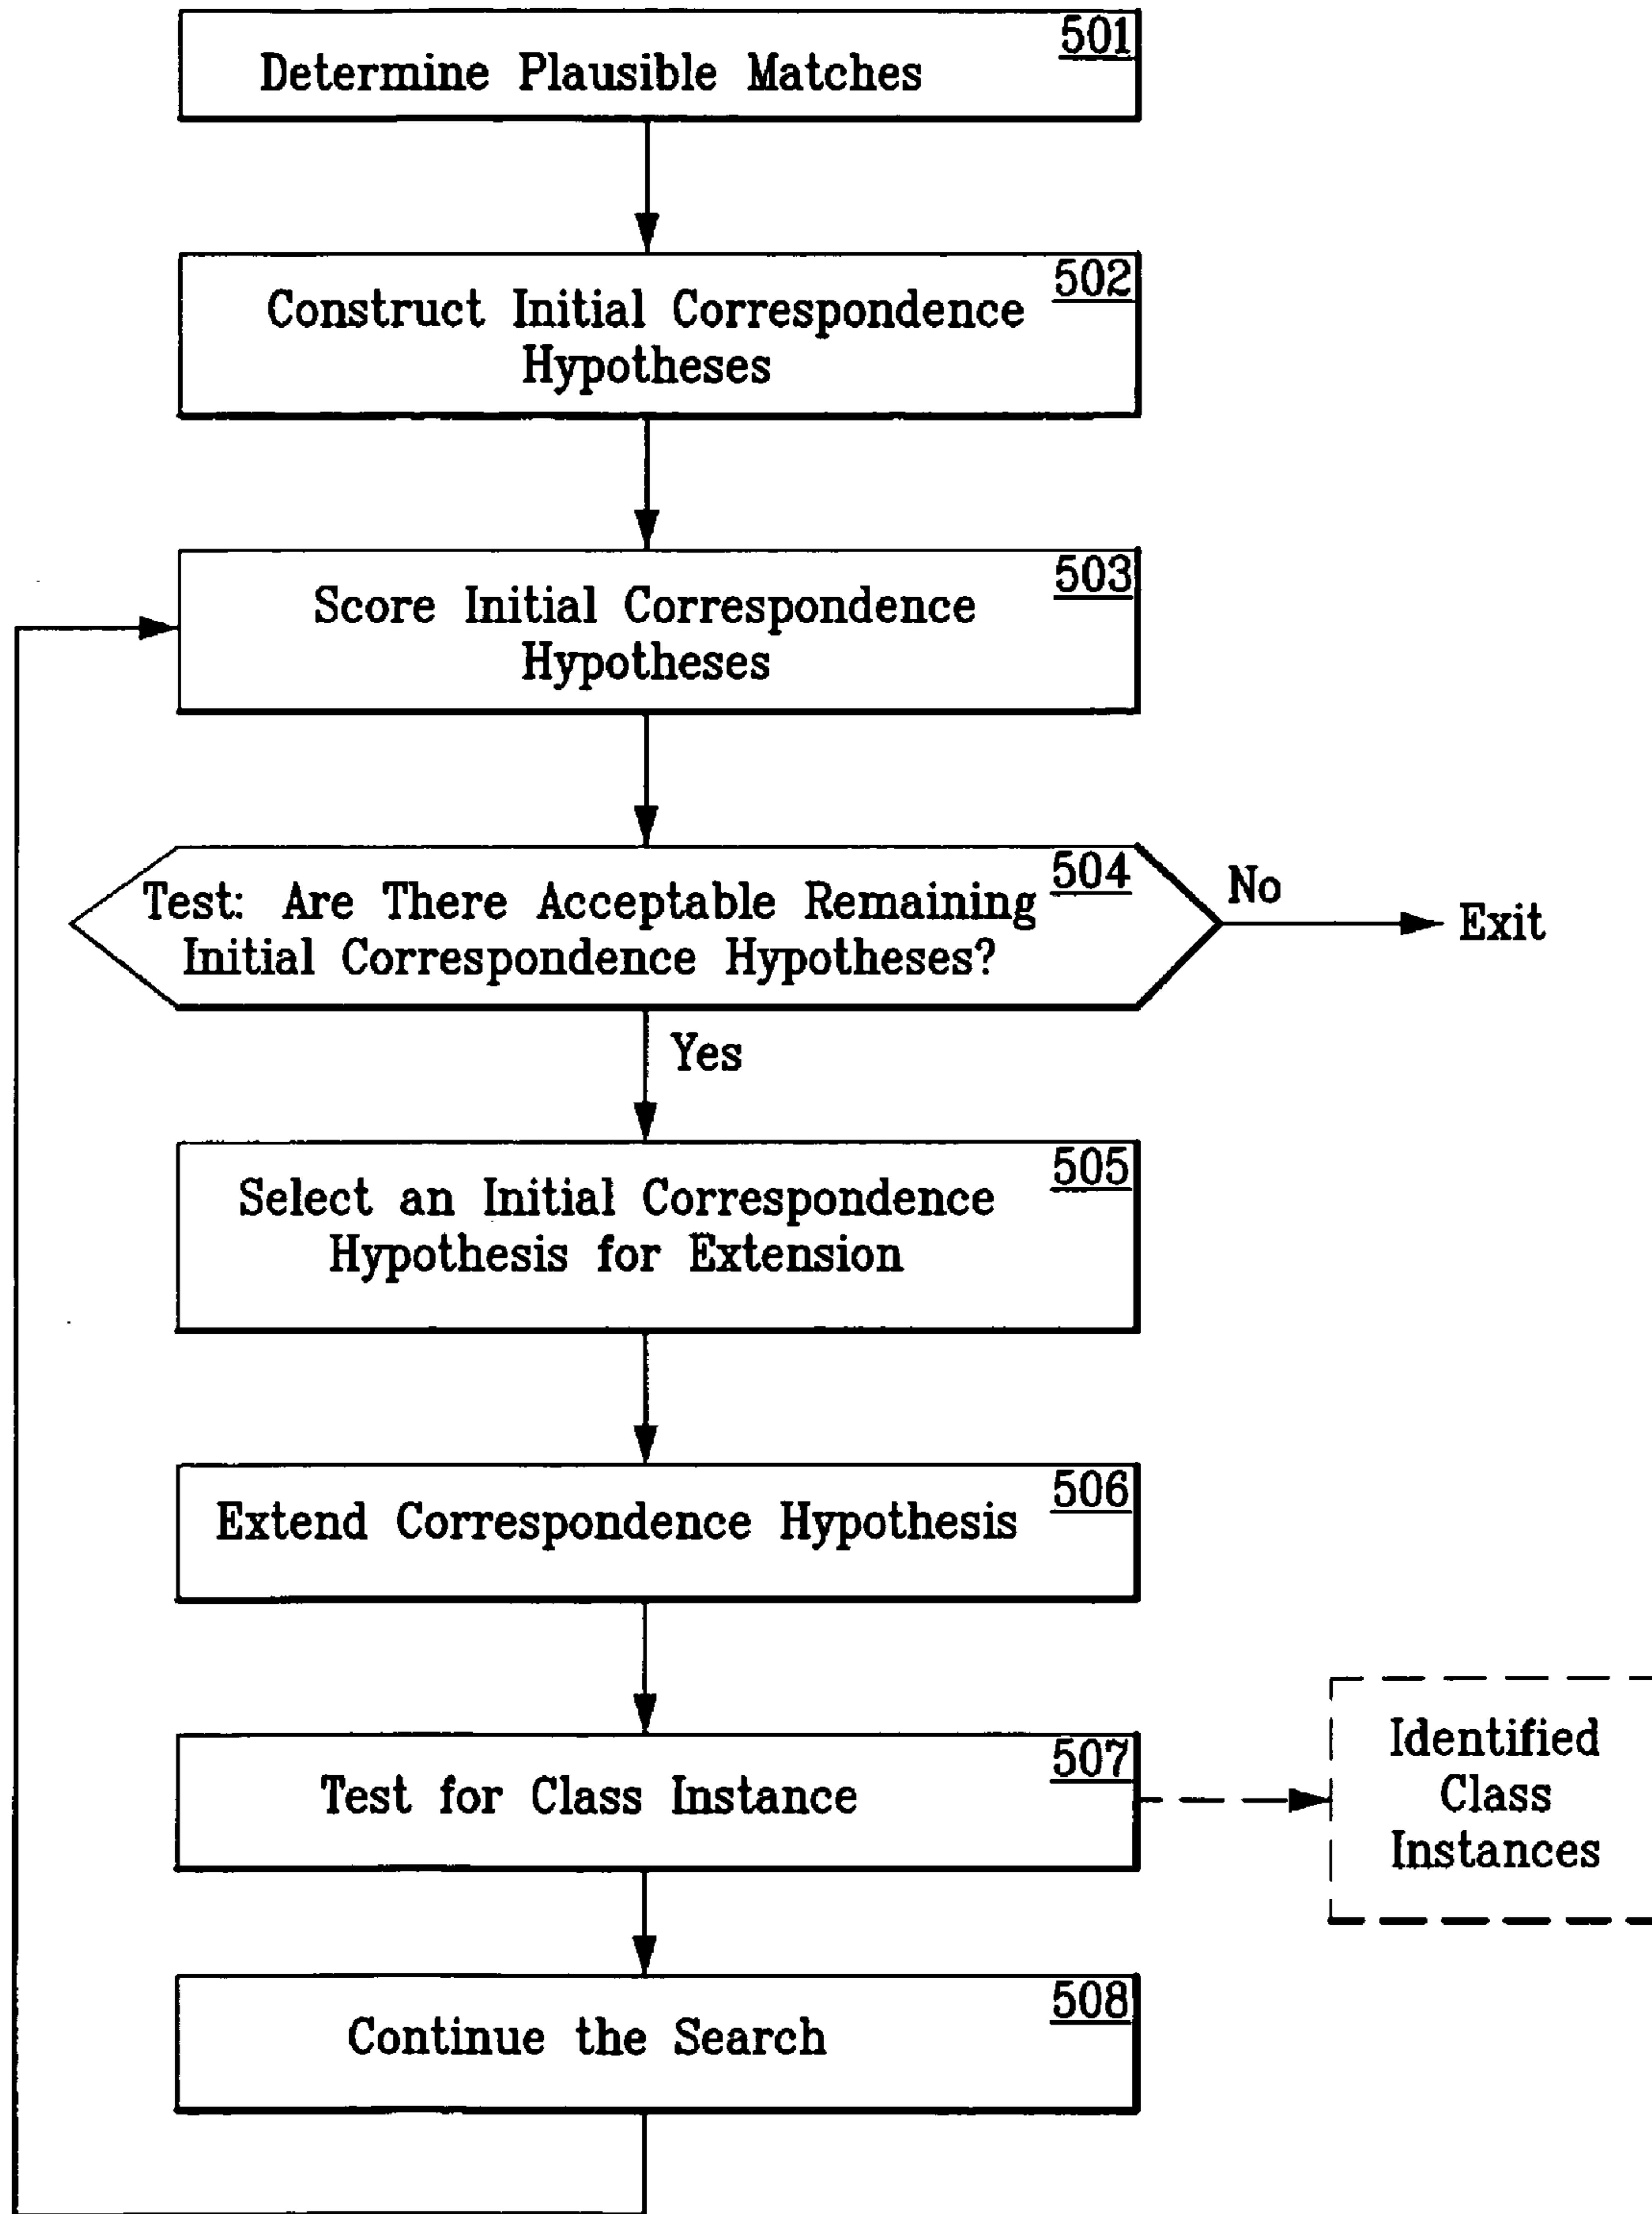 501
Determine Plausible Matches
502
Construct Initial Correspondence
Hypotheses
503
Score Initial Correspondence
Hypotheses
504
Test: Are There Acceptable Remaining
Initial Correspondence Hypotheses?
No
Exit
Yes
505
Select an Initial Correspondence
Hypothesis for Extension
506
Extend Correspondence Hypothesis
507
Test for Class Instance
Identified
Class
Instances
508
Continue the Search